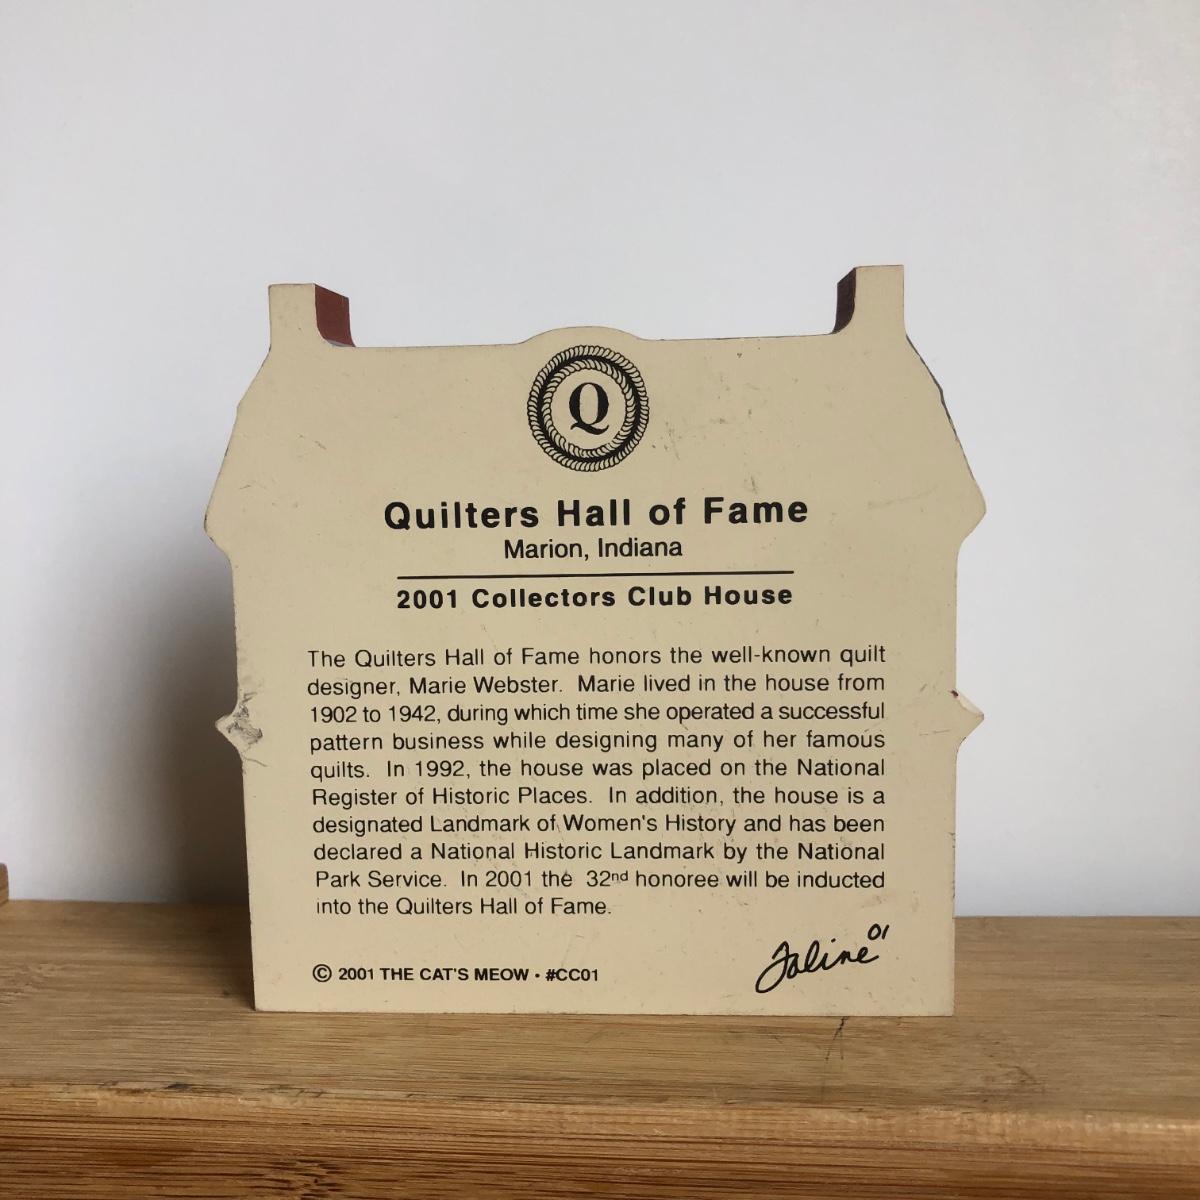 Q
Quilters Hall of Fame
Marion, Indiana
2001 Collectors Club House
The Quilters Hall of Fame honors the well-known quilt
designer, Marie Webster. Marie lived in the house from
1902 to 1942, during which time she operated a successful
pattern business while designing many of her famous
quilts. In 1992, the house was placed on the National
Register of Historic Places. In addition, the house is a
designated Landmark of Women's History and has been
declared a National Historic Landmark by the National
Park Service. In 2001 the 32nd honoree will be inducted
into the Quilters Hall of Fame.
© 2001 THE CAT'S MEOW • #CC01
Faline 01